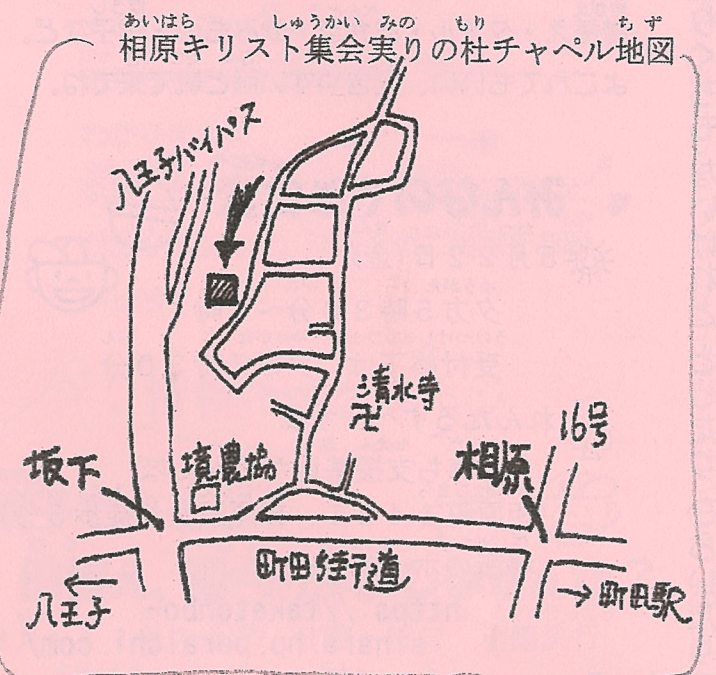 あいはら しゅうかい みの もり ちず
相原キリスト集会実りの杜チャペル地図
八王子バイパス
清水寺
卍
16号
坂下
境農協
相原
町田街道
八王子
→町田駅